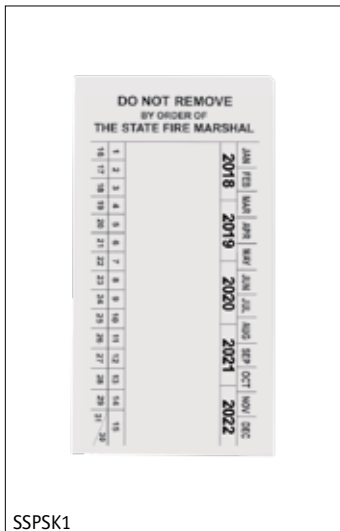 DO NOT REMOVE
BY ORDER OF
THE STATE FIRE MARSHAL
16 17 18 19 20 21 22 23 24 25 26 27 28 29 31/30
1 2 3 4 5 6 7 8 9 10 11 12 13 14 15
2018 2019 2020 2021 2022
JAN FEB MAR APR MAY JUN JUL AUG SEP OCT NOV DEC
SSPSK1